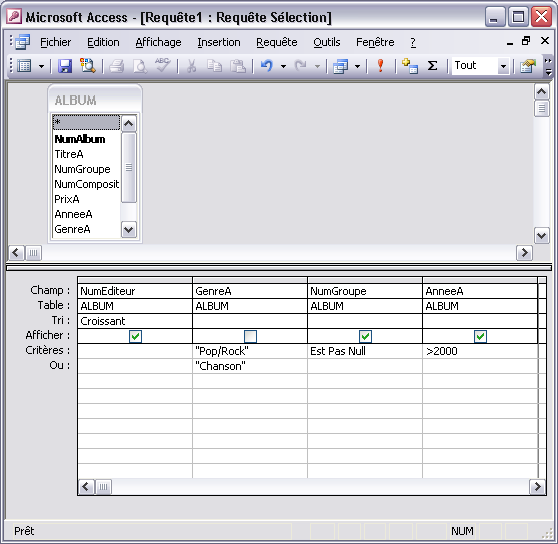 Microsoft Access - [Requête1 : Requête Sélection]
Fichier Edition Affichage Insertion Requête Outils Fenêtre ?
ABC Σ Tout
ALBUM
*
NumAlbum
TitreA
NumGroupe
NumComposit
PrixA
AnneeA
GenreA
Champ : NumEditeur GenreA NumGroupe AnneeA
Table : ALBUM ALBUM ALBUM ALBUM
Tri : Croissant
Afficher :
Critères : "Pop/Rock" Est Pas Null >2000
Ou : "Chanson"
Prêt NUM